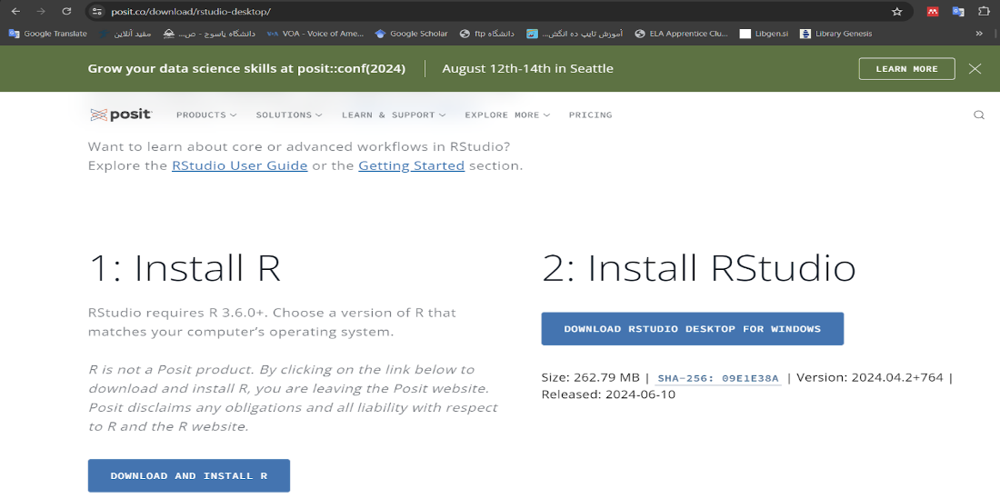 posit.co/download/rstudio-desktop/
Google Translate
مفید آنلاین
دانشگاه یاسوج - ص...
VOA - Voice of Ame...
Google Scholar
دانشگاه ftp
آموزش تایپ ده انگش...
ELA Apprentice Clu...
Libgen.si
Library Genesis
»
Grow your data science skills at posit::conf(2024) | August 12th-14th in Seattle
LEARN MORE
posit
PRODUCTS
SOLUTIONS
LEARN & SUPPORT
EXPLORE MORE
PRICING
Want to learn about core or advanced workflows in RStudio?
Explore the RStudio User Guide or the Getting Started section.
1: Install R
RStudio requires R 3.6.0+. Choose a version of R that
matches your computer’s operating system.
R is not a Posit product. By clicking on the link below to
download and install R, you are leaving the Posit website.
Posit disclaims any obligations and all liability with respect
to R and the R website.
DOWNLOAD AND INSTALL R
2: Install RStudio
DOWNLOAD RSTUDIO DESKTOP FOR WINDOWS
Size: 262.79 MB | SHA-256: 09E1E38A | Version: 2024.04.2+764 |
Released: 2024-06-10